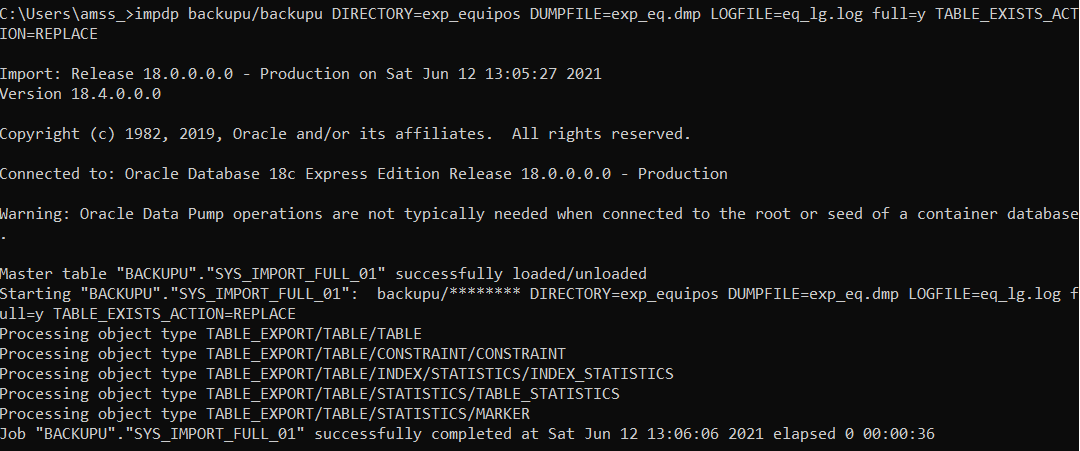 C:\Users\amss_>impdp backupu/backupu DIRECTORY=exp_equipos DUMPFILE=exp_eq.dmp LOGFILE=eq_lg.log full=y TABLE_EXISTS_ACT
ION=REPLACE
Import: Release 18.0.0.0.0 - Production on Sat Jun 12 13:05:27 2021
Version 18.4.0.0.0
Copyright (c) 1982, 2019, Oracle and/or its affiliates.  All rights reserved.
Connected to: Oracle Database 18c Express Edition Release 18.0.0.0.0 - Production
Warning: Oracle Data Pump operations are not typically needed when connected to the root or seed of a container database
.
Master table "BACKUPU"."SYS_IMPORT_FULL_01" successfully loaded/unloaded
Starting "BACKUPU"."SYS_IMPORT_FULL_01":  backupu/******** DIRECTORY=exp_equipos DUMPFILE=exp_eq.dmp LOGFILE=eq_lg.log f
ull=y TABLE_EXISTS_ACTION=REPLACE
Processing object type TABLE_EXPORT/TABLE/TABLE
Processing object type TABLE_EXPORT/TABLE/CONSTRAINT/CONSTRAINT
Processing object type TABLE_EXPORT/TABLE/INDEX/STATISTICS/INDEX_STATISTICS
Processing object type TABLE_EXPORT/TABLE/STATISTICS/TABLE_STATISTICS
Processing object type TABLE_EXPORT/TABLE/STATISTICS/MARKER
Job "BACKUPU"."SYS_IMPORT_FULL_01" successfully completed at Sat Jun 12 13:06:06 2021 elapsed 0 00:00:36